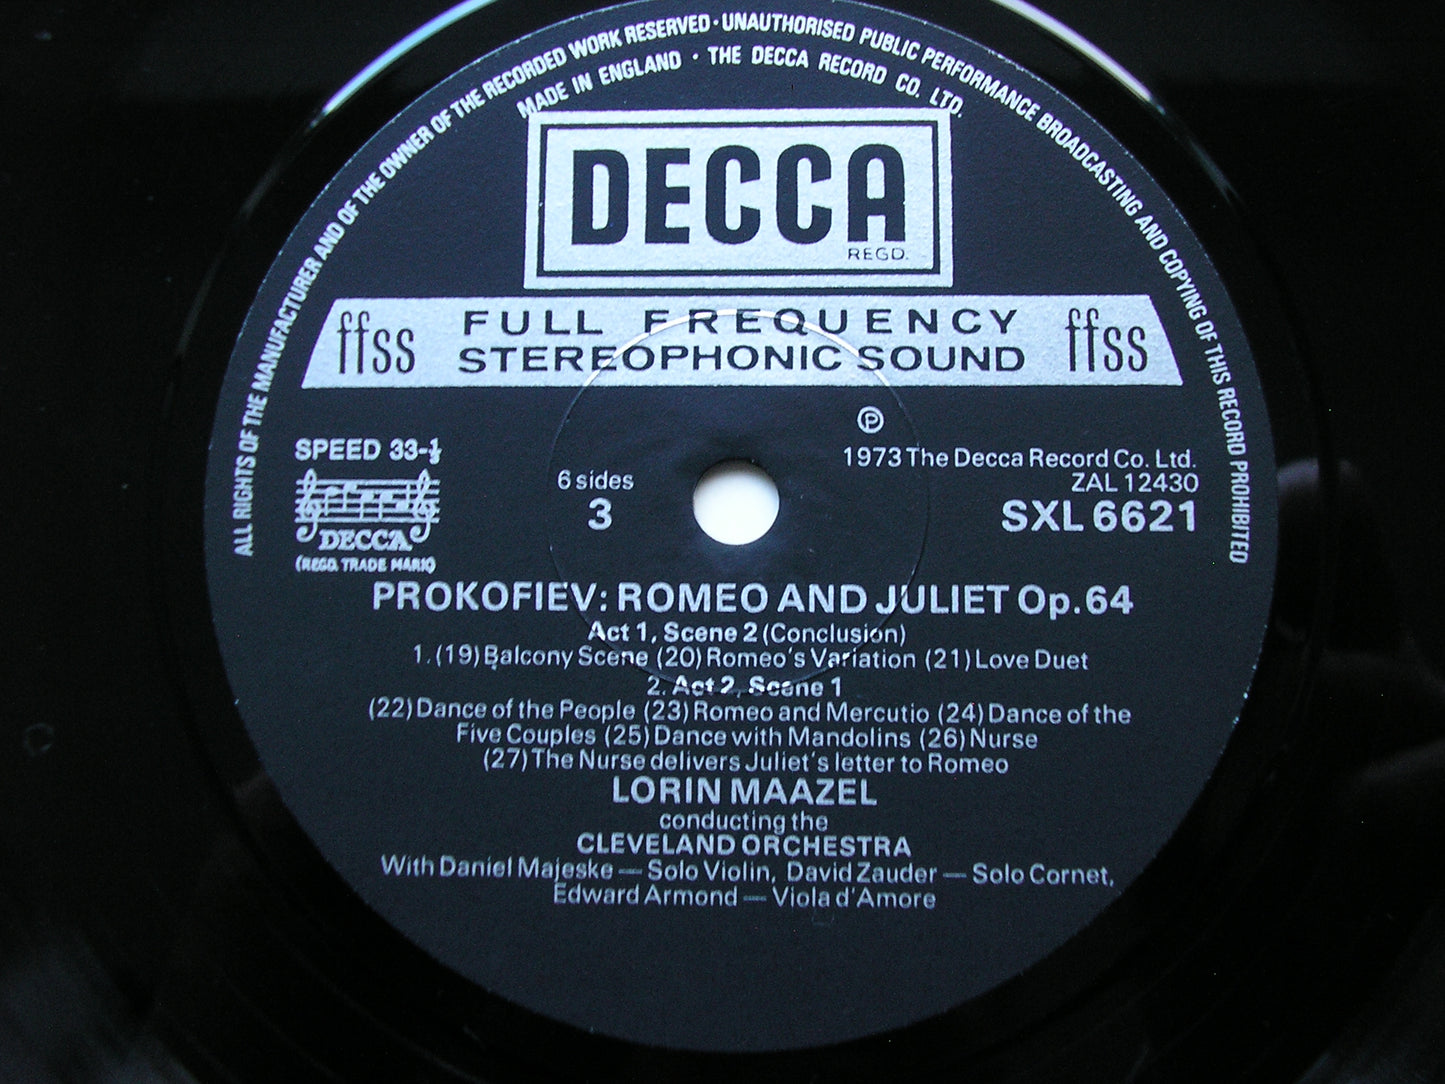 ALL RIGHTS OF THE MANUFACTURER AND OF THE OWNER OF THE RECORDED WORK RESERVED · UNAUTHORISED PUBLIC PERFORMANCE BROADCASTING AND COPYING OF THIS RECORD PROHIBITED
MADE IN ENGLAND · THE DECCA RECORD CO. LTD.
DECCA
REGD.
ffss FULL FREQUENCY STEREOPHONIC SOUND ffss
SPEED 33-⅓
DECCA
(REGD. TRADE MARK)
6 sides
3
℗
1973 The Decca Record Co. Ltd.
ZAL 12430
SXL 6621
PROKOFIEV: ROMEO AND JULIET Op. 64
Act 1, Scene 2 (Conclusion)
1. (19) Balcony Scene (20) Romeo's Variation (21) Love Duet
2. Act 2, Scene 1
(22) Dance of the People (23) Romeo and Mercutio (24) Dance of the
Five Couples (25) Dance with Mandolins (26) Nurse
(27) The Nurse delivers Juliet's letter to Romeo
LORIN MAAZEL
conducting the
CLEVELAND ORCHESTRA
With Daniel Majeske — Solo Violin, David Zauder — Solo Cornet,
Edward Armond — Viola d'Amore